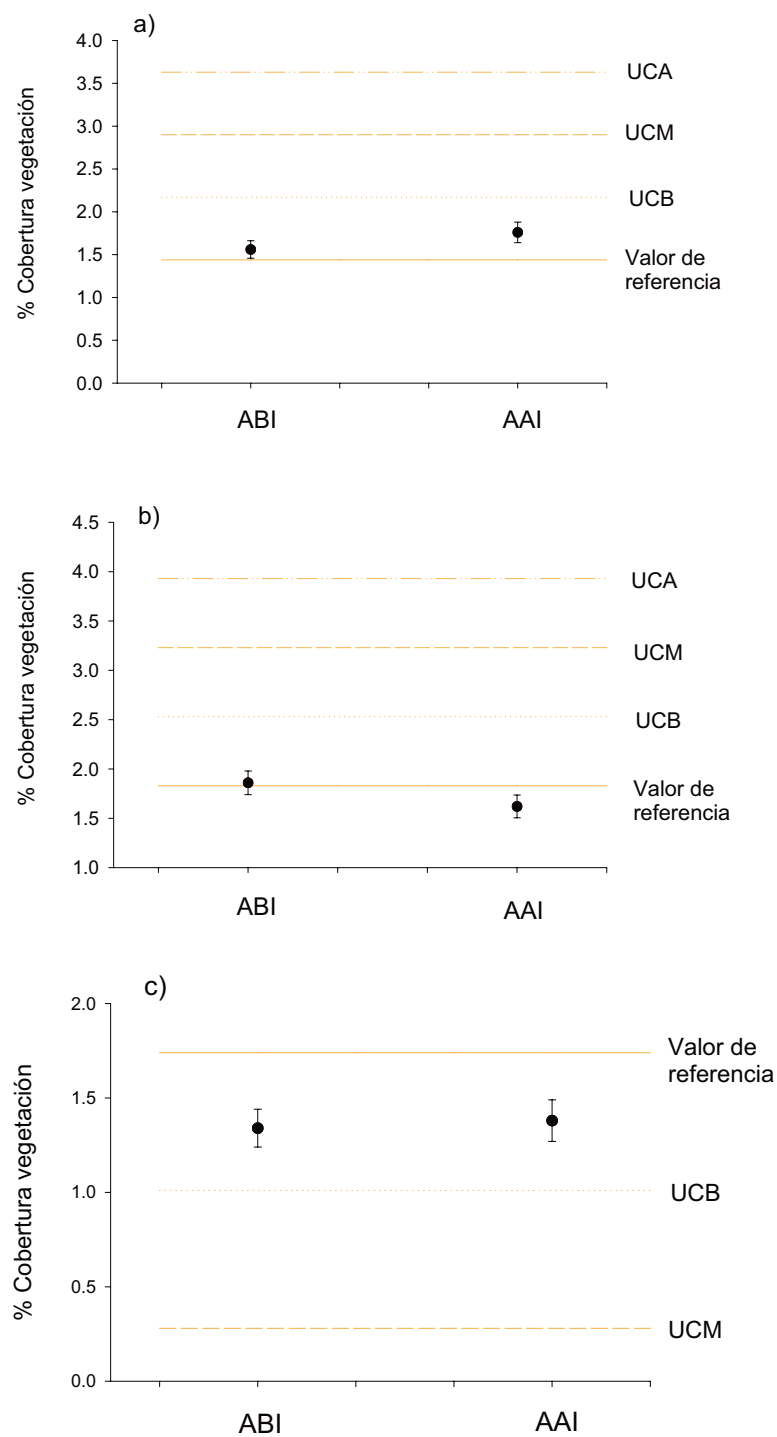 a)
% Cobertura vegetación
4.0
3.5
3.0
2.5
2.0
1.5
1.0
0.5
0.0
UCA
UCM
UCB
Valor de
referencia
ABI
AAI
b)
% Cobertura vegetación
4.5
4.0
3.5
3.0
2.5
2.0
1.5
1.0
UCA
UCM
UCB
Valor de
referencia
ABI
AAI
c)
% Cobertura vegetación
2.0
1.5
1.0
0.5
0.0
Valor de
referencia
UCB
UCM
ABI
AAI